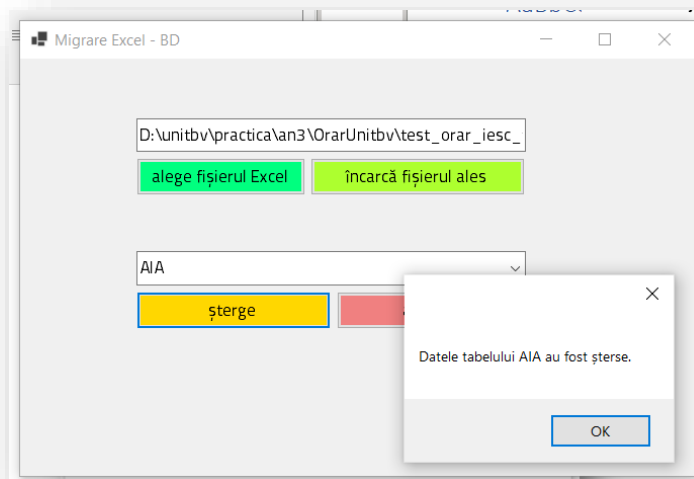 Migrare Excel - BD
D:\unitbv\practica\an3\OrarUnitbv\test_orar_iesc_
alege fișierul Excel
încarcă fișierul ales
AIA
șterge
Datele tabelului AIA au fost șterse.
OK